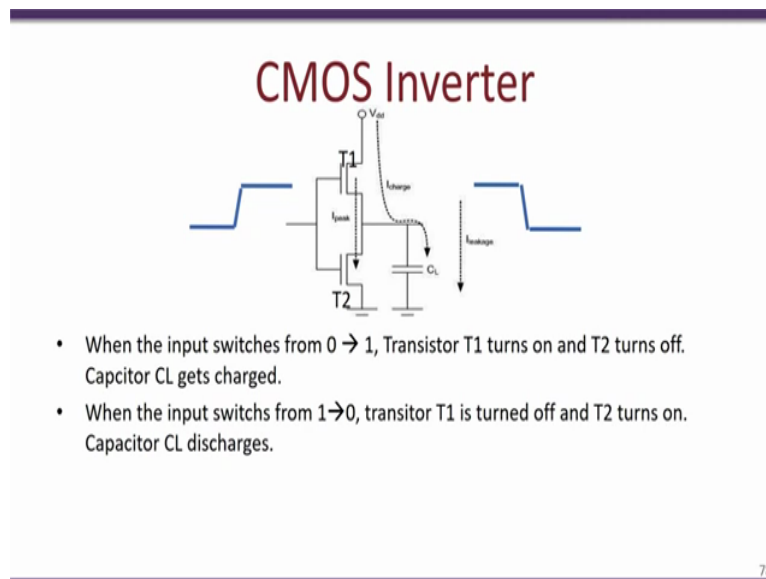 CMOS Inverter
Vdd
T1
Icharge
Ipeak
Ileakage
CL
T2
• When the input switches from 0 → 1, Transistor T1 turns on and T2 turns off.
Capcitor CL gets charged.
• When the input switchs from 1→0, transitor T1 is turned off and T2 turns on.
Capacitor CL discharges.
7